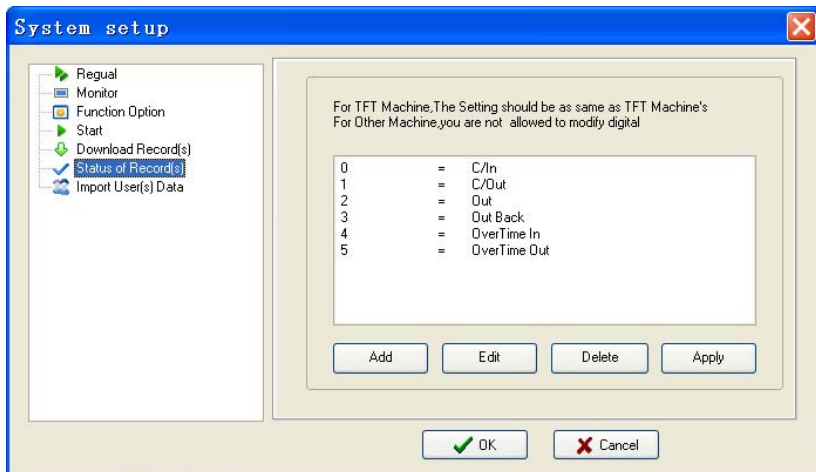 System setup
Regual
Monitor
Function Option
Start
Download Record(s)
Status of Record(s)
Import User(s) Data
For TFT Machine,The Setting should be as same as TFT Machine's
For Other Machine,you are not allowed to modify digital
0 = C/In
1 = C/Out
2 = Out
3 = Out Back
4 = OverTime In
5 = OverTime Out
Add Edit Delete Apply
OK Cancel